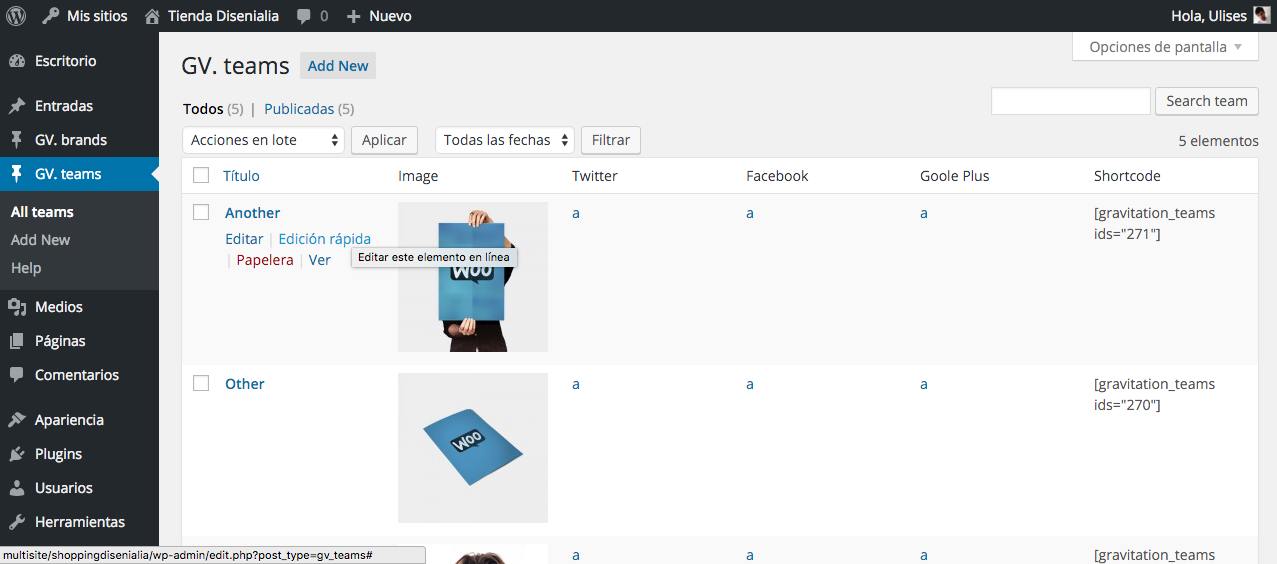 Mis sitios Tienda Disenialia 0 Nuevo Hola, Ulises
Opciones de pantalla
Escritorio
Entradas
GV. brands
GV. teams
All teams
Add New
Help
Medios
Páginas
Comentarios
Apariencia
Plugins
Usuarios
Herramientas
GV. teams Add New
Todos (5) | Publicadas (5)
Search team
Acciones en lote Aplicar Todas las fechas Filtrar 5 elementos
Título Image Twitter Facebook Goole Plus Shortcode
Another a a a [gravitation_teams
ids="271"]
Editar | Edición rápida
| Papelera | Ver
Editar este elemento en línea
Woo
Other a a a [gravitation_teams
ids="270"]
Woo
a a a [gravitation_teams
multisite/shoppingdisenialia/wp-admin/edit.php?post_type=gv_teams#